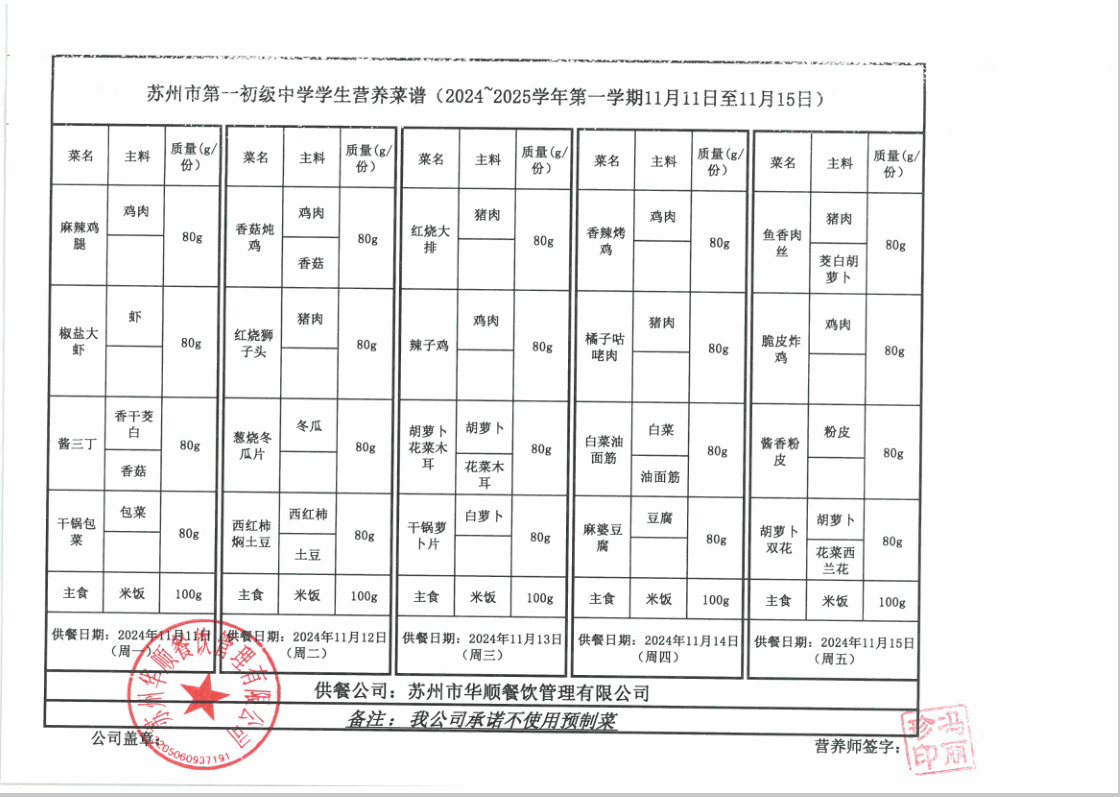 苏州市第一初级中学学生营养菜谱（2024~2025学年第一学期11月11日至11月15日）
菜名 主料 质量(g/份) 菜名 主料 质量(g/份) 菜名 主料 质量(g/份) 菜名 主料 质量(g/份) 菜名 主料 质量(g/份)
麻辣鸡腿 鸡肉 80g 香菇炖鸡 鸡肉 香菇 80g 红烧大排 猪肉 80g 香辣烤鸡 鸡肉 80g 鱼香肉丝 猪肉 茭白胡萝卜 80g
椒盐大虾 虾 80g 红烧狮子头 猪肉 80g 辣子鸡 鸡肉 80g 橘子咕咾肉 猪肉 80g 脆皮炸鸡 鸡肉 80g
酱三丁 香干茭白 香菇 80g 葱烧冬瓜片 冬瓜 80g 胡萝卜花菜木耳 胡萝卜 花菜木耳 80g 白菜油面筋 白菜 油面筋 80g 酱香粉皮 粉皮 80g
干锅包菜 包菜 80g 西红柿焖土豆 西红柿 土豆 80g 干锅萝卜片 白萝卜 80g 麻婆豆腐 豆腐 80g 胡萝卜双花 胡萝卜 花菜西兰花 80g
主食 米饭 100g 主食 米饭 100g 主食 米饭 100g 主食 米饭 100g 主食 米饭 100g
供餐日期：2024年11月11日（周一） 供餐日期：2024年11月12日（周二） 供餐日期：2024年11月13日（周三） 供餐日期：2024年11月14日（周四） 供餐日期：2024年11月15日（周五）
供餐公司：苏州市华顺餐饮管理有限公司
备注：我公司承诺不使用预制菜
公司盖章： 营养师签字：
苏州华顺餐饮管理有限公司
3205060937191
冯丽珍印